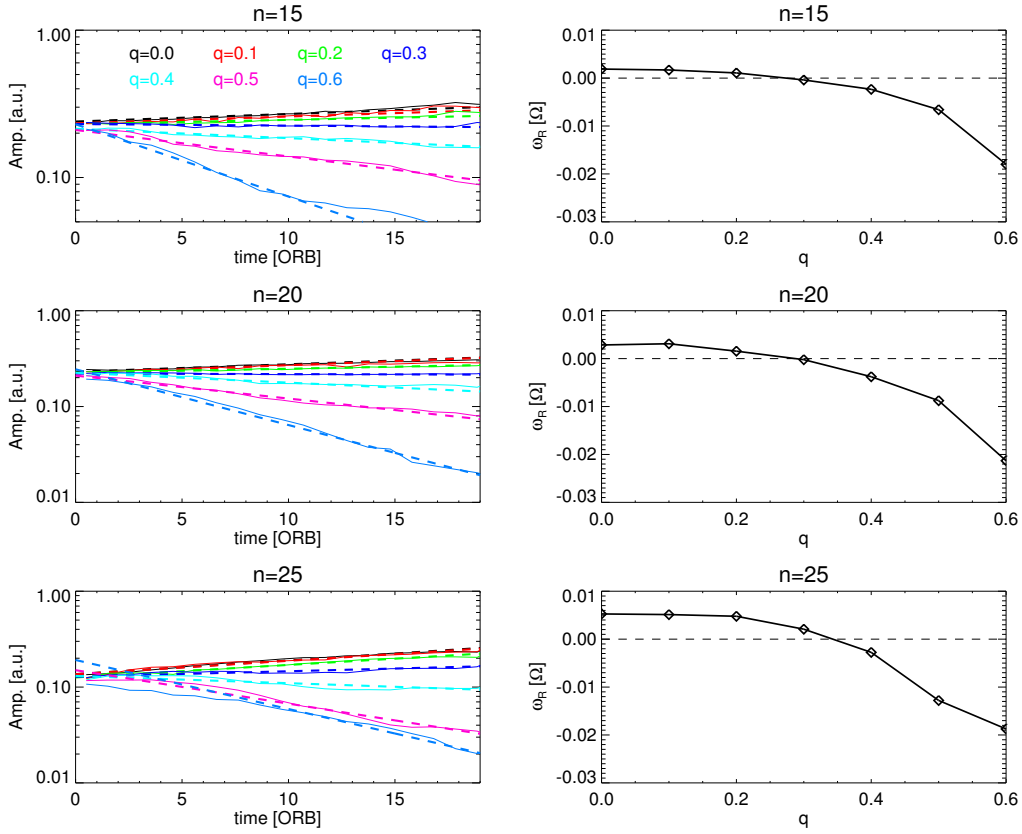 n=15
1.00
q=0.0 q=0.1 q=0.2 q=0.3
q=0.4 q=0.5 q=0.6
0.10
Amp. [a.u.]
0 5 10 15
time [ORB]
n=15
0.01
0.00
-0.01
-0.02
-0.03
ωR [Ω]
0.0 0.2 0.4 0.6
q
n=20
1.00
0.10
0.01
Amp. [a.u.]
0 5 10 15
time [ORB]
n=20
0.01
0.00
-0.01
-0.02
-0.03
ωR [Ω]
0.0 0.2 0.4 0.6
q
n=25
1.00
0.10
0.01
Amp. [a.u.]
0 5 10 15
time [ORB]
n=25
0.01
0.00
-0.01
-0.02
-0.03
ωR [Ω]
0.0 0.2 0.4 0.6
q